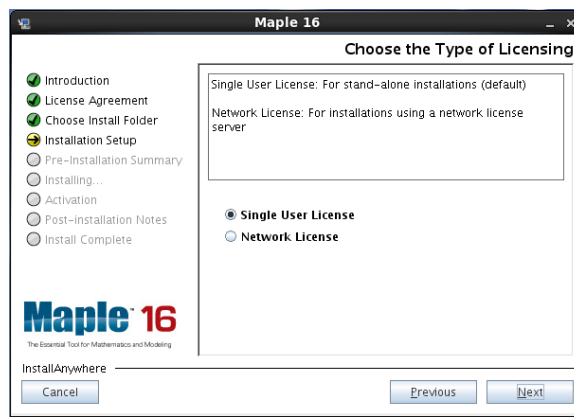 Maple 16
Choose the Type of Licensing
Introduction
License Agreement
Choose Install Folder
Installation Setup
Pre-Installation Summary
Installing...
Activation
Post-installation Notes
Install Complete
Single User License: For stand-alone installations (default)
Network License: For installations using a network license
server
Single User License
Network License
Maple™ 16
The Essential Tool for Mathematics and Modeling
InstallAnywhere
Cancel
Previous
Next